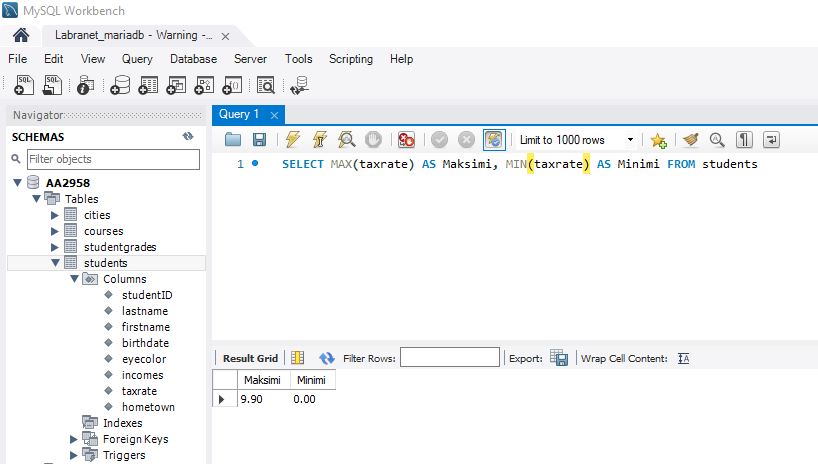 MySQL Workbench
Labranet_mariadb - Warning -... ×
File Edit View Query Database Server Tools Scripting Help
Navigator
SCHEMAS
Filter objects
AA2958
Tables
cities
courses
studentgrades
students
Columns
studentID
lastname
firstname
birthdate
eyecolor
incomes
taxrate
hometown
Indexes
Foreign Keys
Triggers
Query 1 ×
Limit to 1000 rows
1 SELECT MAX(taxrate) AS Maksimi, MIN(taxrate) AS Minimi FROM students
Result Grid Filter Rows: Export: Wrap Cell Content: IA
Maksimi Minimi
9.90 0.00